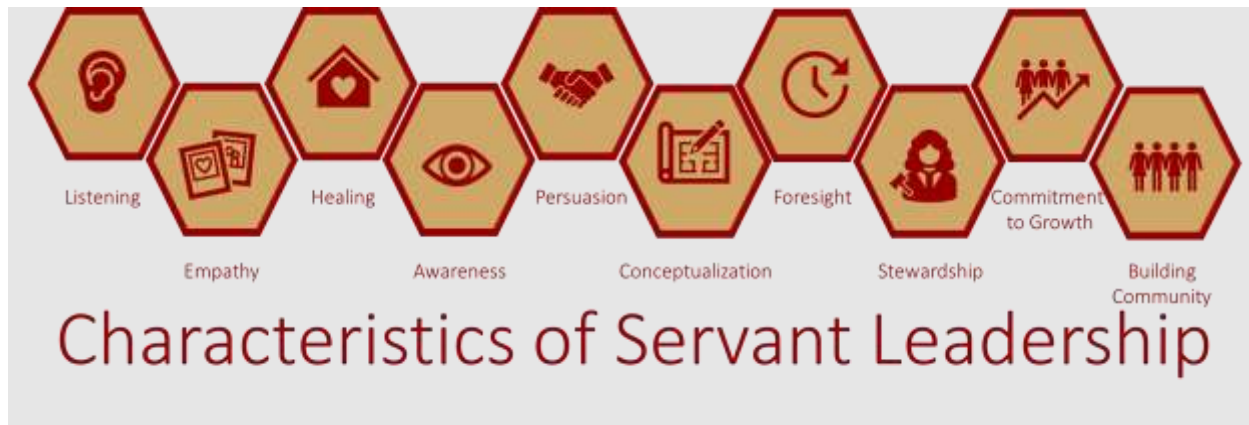 Listening
Empathy
Healing
Awareness
Persuasion
Conceptualization
Foresight
Stewardship
Commitment
to Growth
Building
Community
Characteristics of Servant Leadership